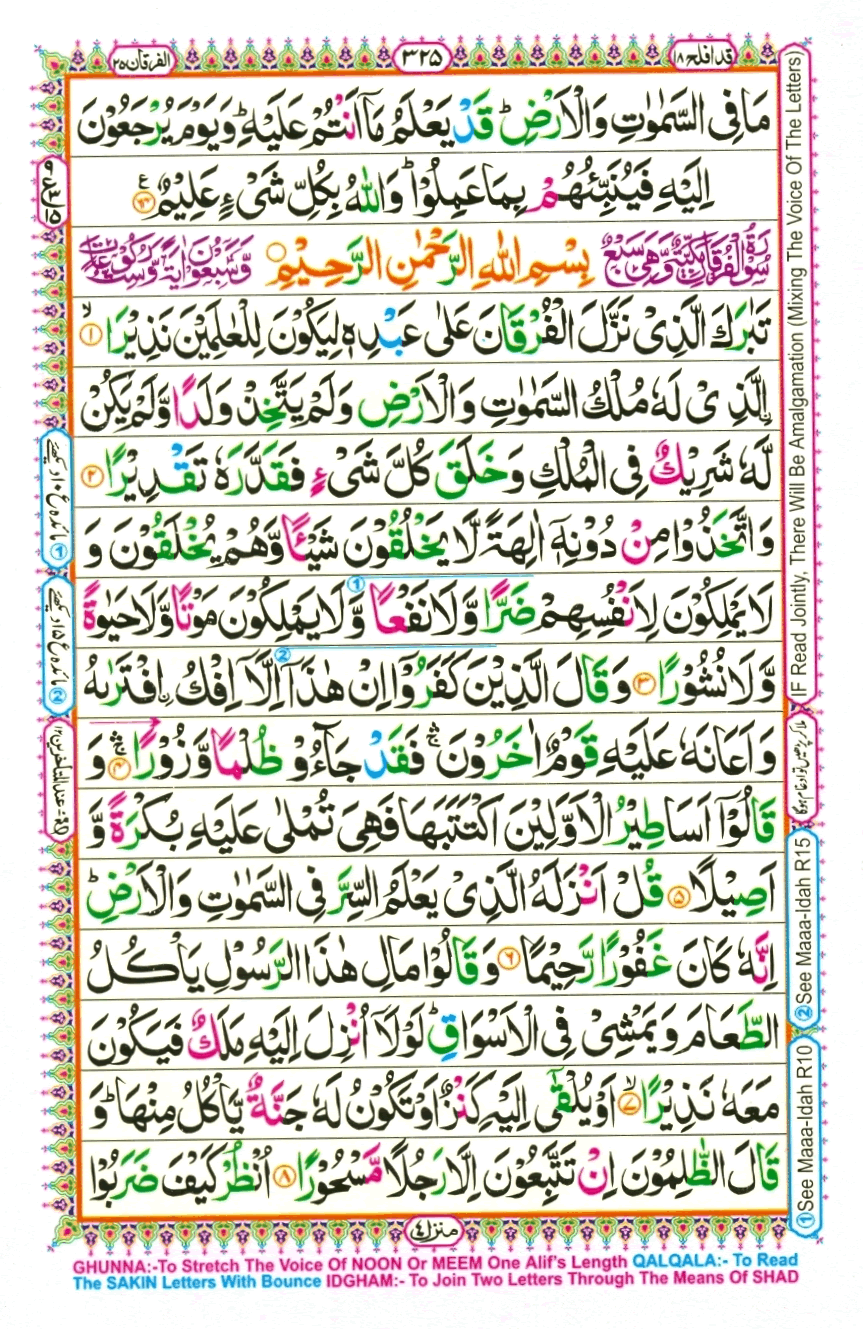 قد افلح ١٨
٣٢٥
الفرقان ٢٥
مَا فِى السَّمٰوٰتِ وَالْاَرْضِ ؕ قَدْ يَعْلَمُ مَاۤ اَنْتُمْ عَلَيْهِ ؕ وَيَوْمَ يُرْجَعُوْنَ
اِلَيْهِ فَيُنَبِّئُهُمْ بِمَا عَمِلُوْا ؕ وَاللّٰهُ بِكُلِّ شَىْءٍ عَلِيْمٌ
سُوْرَةُ الْفُرْقَانِ مَكِّيَّةٌ وَّهِىَ سَبْعٌ بِسْمِ اللّٰهِ الرَّحْمٰنِ الرَّحِيْمِ وَّسَبْعُوْنَ اٰيَةً وَّسِتُّ رُكُوْعَاتٍ
تَبٰرَكَ الَّذِىْ نَزَّلَ الْفُرْقَانَ عَلٰى عَبْدِهٖ لِيَكُوْنَ لِلْعٰلَمِيْنَ نَذِيْرًا ۙ ١
اِۨلَّذِىْ لَهٗ مُلْكُ السَّمٰوٰتِ وَالْاَرْضِ وَلَمْ يَتَّخِذْ وَلَدًا وَّلَمْ يَكُنْ
لَّهٗ شَرِيْكٌ فِى الْمُلْكِ وَخَلَقَ كُلَّ شَىْءٍ فَقَدَّرَهٗ تَقْدِيْرًا ٢
وَاتَّخَذُوْا مِنْ دُوْنِهٖۤ اٰلِهَةً لَّا يَخْلُقُوْنَ شَيْئًا وَّهُمْ يُخْلَقُوْنَ وَ
لَا يَمْلِكُوْنَ لِاَنْفُسِهِمْ ضَرًّا وَّلَا نَفْعًا وَّلَا يَمْلِكُوْنَ مَوْتًا وَّلَا حَيٰوةً
وَّلَا نُشُوْرًا ٣ وَقَالَ الَّذِيْنَ كَفَرُوْۤا اِنْ هٰذَاۤ اِلَّاۤ اِفْكُ اۨفْتَرٰىهُ
وَاَعَانَهٗ عَلَيْهِ قَوْمٌ اٰخَرُوْنَ ۛۚ فَقَدْ جَآءُوْ ظُلْمًا وَّزُوْرًا ۛۚ ٤ وَ
قَالُوْۤا اَسَاطِيْرُ الْاَوَّلِيْنَ اكْتَتَبَهَا فَهِىَ تُمْلٰى عَلَيْهِ بُكْرَةً وَّ
اَصِيْلًا ٥ قُلْ اَنْزَلَهُ الَّذِىْ يَعْلَمُ السِّرَّ فِى السَّمٰوٰتِ وَالْاَرْضِ ؕ
اِنَّهٗ كَانَ غَفُوْرًا رَّحِيْمًا ٦ وَقَالُوْا مَالِ هٰذَا الرَّسُوْلِ يَاْكُلُ
الطَّعَامَ وَيَمْشِىْ فِى الْاَسْوَاقِ ؕ لَوْلَاۤ اُنْزِلَ اِلَيْهِ مَلَكٌ فَيَكُوْنَ
مَعَهٗ نَذِيْرًا ۙ ٧ اَوْ يُلْقٰۤى اِلَيْهِ كَنْزٌ اَوْ تَكُوْنُ لَهٗ جَنَّةٌ يَّاْكُلُ مِنْهَا ؕ وَ
قَالَ الظّٰلِمُوْنَ اِنْ تَتَّبِعُوْنَ اِلَّا رَجُلًا مَّسْحُوْرًا ٨ اُنْظُرْ كَيْفَ ضَرَبُوْا
منزل ٤
IF Read Jointly, There Will Be Amalgamation (Mixing The Voice Of The Letters)
② See Maaa-Idah R15
① See Maaa-Idah R10
GHUNNA:-To Stretch The Voice Of NOON Or MEEM One Alif's Length QALQALA:- To Read
The SAKIN Letters With Bounce IDGHAM:- To Join Two Letters Through The Means Of SHAD